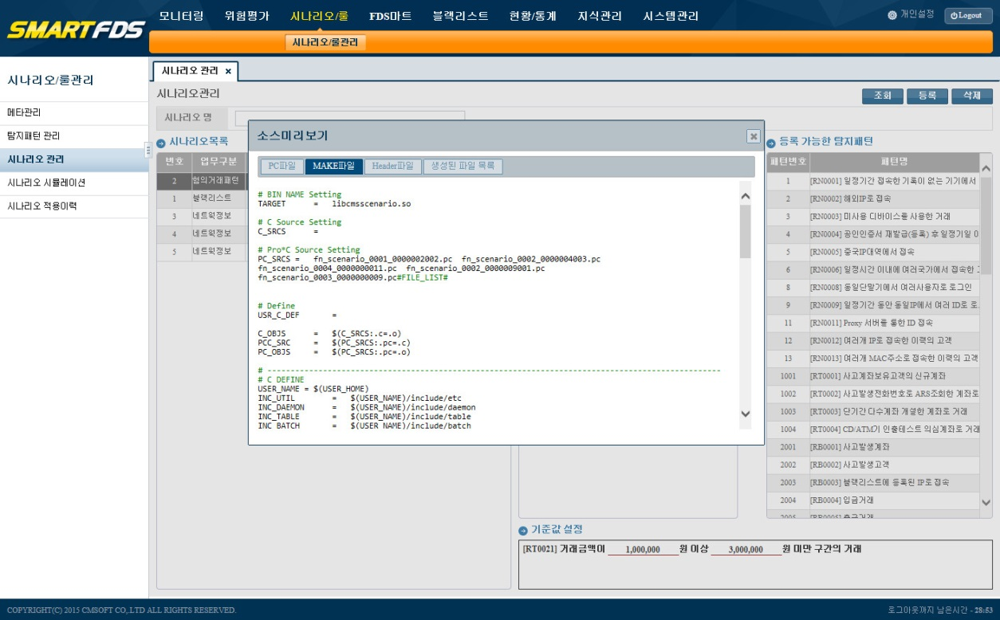 SMARTFDS
모니터링 위험평가 시나리오/룰 FDS마트 블랙리스트 현황/통계 지식관리 시스템관리
개인설정 Logout
시나리오/룰관리
시나리오/룰관리
메타관리
탐지패턴 관리
시나리오 관리
시나리오 시뮬레이션
시나리오 적용이력
시나리오 관리 ×
시나리오관리
조회 등록 삭제
시나리오 명
시나리오목록
번호 업무구분
2 혐의거래패턴
1 블랙리스트
3 네트웍정보
4 네트웍정보
5 네트웍정보
소스미리보기
PC파일 MAKE파일 Header파일 생성된 파일 목록
# BIN NAME Setting
TARGET = libcmsscenario.so
# C Source Setting
C_SRCS =
# Pro*C Source Setting
PC_SRCS = fn_scenario_0001_0000002002.pc fn_scenario_0002_0000004003.pc
fn_scenario_0004_0000000011.pc fn_scenario_0002_0000009001.pc
fn_scenario_0003_0000000009.pc#FILE_LIST#
# Define
USR_C_DEF =
C_OBJS = $(C_SRCS:.c=.o)
PCC_SRC = $(PC_SRCS:.pc=.c)
PC_OBJS = $(PC_SRCS:.pc=.o)
# ------------------------------------------------------------------------------------------------
# C DEFINE
USER_NAME = $(USER_HOME)
INC_UTIL = $(USER_NAME)/include/etc
INC_DAEMON = $(USER_NAME)/include/daemon
INC_TABLE = $(USER_NAME)/include/table
INC_BATCH = $(USER_NAME)/include/batch
등록 가능한 탐지패턴
패턴번호 패턴명
1 [RN0001] 일정기간 접속한 기록이 없는 기기에서
2 [RN0002] 해외IP로 접속
3 [RN0003] 미사용 디바이스를 사용한 거래
4 [RN0004] 공인인증서 재발급(등록) 후 일정기일 이
5 [RN0005] 중국IP대역에서 접속
6 [RN0006] 일정시간 이내에 여러국가에서 접속한
8 [RN0008] 동일단말기에서 여러사용자로 로그인
9 [RN0009] 일정기간 동안 동일IP에서 여러 ID로 로
11 [RN0011] Proxy 서버를 통한 ID 접속
12 [RN0012] 여러개 IP로 접속한 이력의 고객
13 [RN0013] 여러개 MAC주소로 접속한 이력의 고객
1001 [RT0001] 사고계좌보유고객의 신규계좌
1002 [RT0002] 사고발생전화번호로 ARS조회한 계좌로
1003 [RT0003] 단기간 다수계좌 개설한 계좌로 거래
1004 [RT0004] CD/ATM기 인출테스트 의심계좌로 거래
2001 [RB0001] 사고발생계좌
2002 [RB0002] 사고발생고객
2003 [RB0003] 블랙리스트에 등록된 IP로 접속
2004 [RB0004] 입금거래
2005 [RB0005] 출금거래
기준값 설정
[RT0021] 거래금액이 1,000,000 원 이상 3,000,000 원 미만 구간의 거래
COPYRIGHT(C) 2015 CMSOFT CO,.LTD ALL RIGHTS RESERVED.
로그아웃까지 남은시간 - 28:53